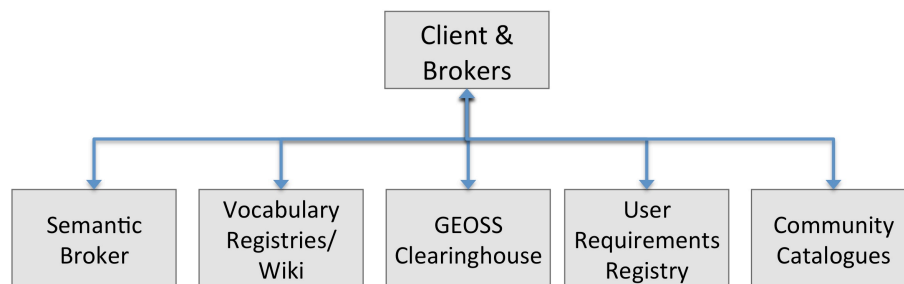 Client &
Brokers
Semantic
Broker
Vocabulary
Registries/
Wiki
GEOSS
Clearinghouse
User
Requirements
Registry
Community
Catalogues